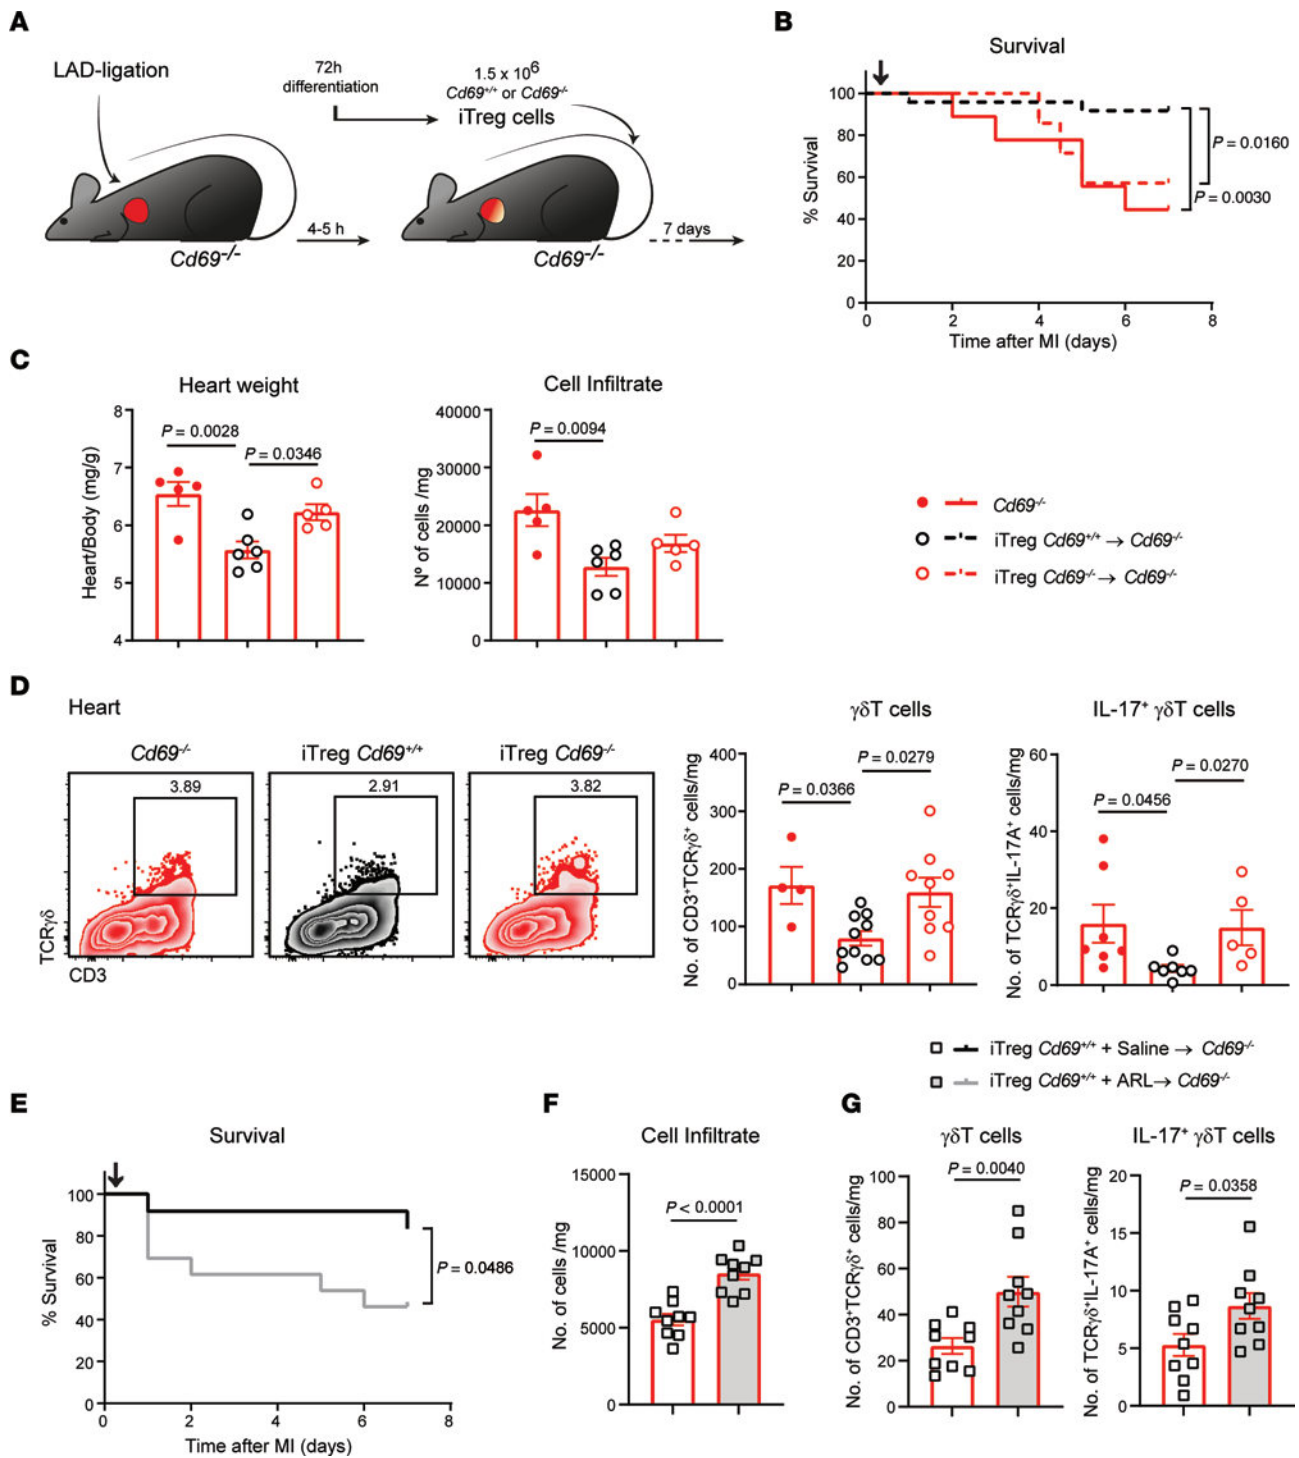 A
LAD-ligation
72h
differentiation
1.5 x 10⁶
Cd69⁺/⁺ or Cd69⁻/⁻
iTreg cells
Cd69⁻/⁻
4-5 h
Cd69⁻/⁻
7 days
B
Survival
% Survival
100
80
60
40
20
0
0 2 4 6 8
Time after MI (days)
P = 0.0160
P = 0.0030
C
Heart weight
Heart/Body (mg/g)
8
7
6
5
4
P = 0.0028
P = 0.0346
Cell Infiltrate
Nº of cells /mg
40000
30000
20000
10000
0
P = 0.0094
Cd69⁻/⁻
iTreg Cd69⁺/⁺ → Cd69⁻/⁻
iTreg Cd69⁻/⁻ → Cd69⁻/⁻
D
Heart
Cd69⁻/⁻
iTreg Cd69⁺/⁺
iTreg Cd69⁻/⁻
3.89
2.91
3.82
TCRγδ
CD3
γδT cells
No. of CD3⁺TCRγδ⁺ cells/mg
400
300
200
100
0
P = 0.0366
P = 0.0279
IL-17⁺ γδT cells
No. of TCRγδ⁺IL-17A⁺ cells/mg
60
40
20
0
P = 0.0456
P = 0.0270
iTreg Cd69⁺/⁺ + Saline → Cd69⁻/⁻
iTreg Cd69⁺/⁺ + ARL→ Cd69⁻/⁻
E
Survival
% Survival
100
80
60
40
20
0
0 2 4 6 8
Time after MI (days)
P = 0.0486
F
Cell Infiltrate
No. of cells /mg
15000
10000
5000
0
P < 0.0001
G
γδT cells
No. of CD3⁺TCRγδ⁺ cells/mg
100
80
60
40
20
0
P = 0.0040
IL-17⁺ γδT cells
No. of TCRγδ⁺IL-17A⁺ cells/mg
20
15
10
5
0
P = 0.0358